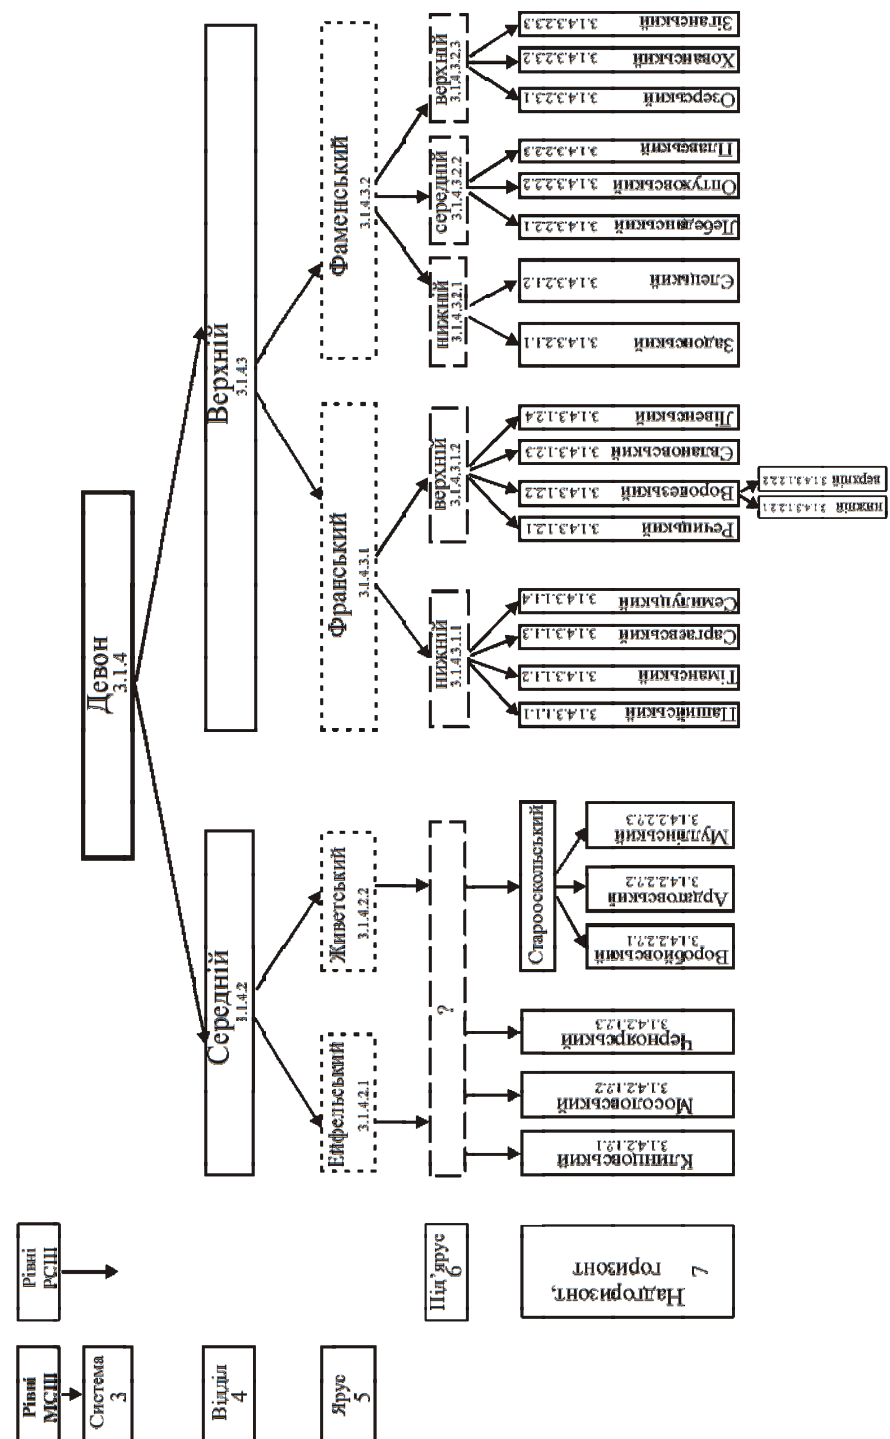 Рівні
МСШ
Рівні
РСШ
Система
3
Девон
3.1.4
Відділ
4
Середній
3.1.4.2
Верхній
3.1.4.3
Ярус
5
Ейфельський
3.1.4.2.1
Живетський
3.1.4.2.2
Франський
3.1.4.3.1
Фаменський
3.1.4.3.2
Під’ярус
6
?
нижній
3.1.4.3.1.1
верхній
3.1.4.3.1.2
нижній
3.1.4.3.2.1
середній
3.1.4.3.2.2
верхній
3.1.4.3.2.3
Надгоризонт,
горизонт
7
Клинцовський
3.1.4.2.1.?.1
Мосоловський
3.1.4.2.1.?.2
Черноярський
3.1.4.2.1.?.3
Старооскольський
Воробйовський
3.1.4.2.2.?.1
Ардатовський
3.1.4.2.2.?.2
Муллінський
3.1.4.2.2.?.3
Пашийський 3.1.4.3.1.1.1
Тіманський 3.1.4.3.1.1.2
Саргаєвський 3.1.4.3.1.1.3
Семилуцький 3.1.4.3.1.1.4
Речицький 3.1.4.3.1.2.1
Воронезький 3.1.4.3.1.2.2
нижній 3.1.4.3.1.2.2.1
верхній 3.1.4.3.1.2.2.2
Євлановський 3.1.4.3.1.2.3
Лівенський 3.1.4.3.1.2.4
Задонський 3.1.4.3.2.1.1
Єлецький 3.1.4.3.2.1.2
Лебедянський 3.1.4.3.2.2.1
Оптуховський 3.1.4.3.2.2.2
Плавський 3.1.4.3.2.2.3
Озерський 3.1.4.3.2.3.1
Хованський 3.1.4.3.2.3.2
Зіганський 3.1.4.3.2.3.3